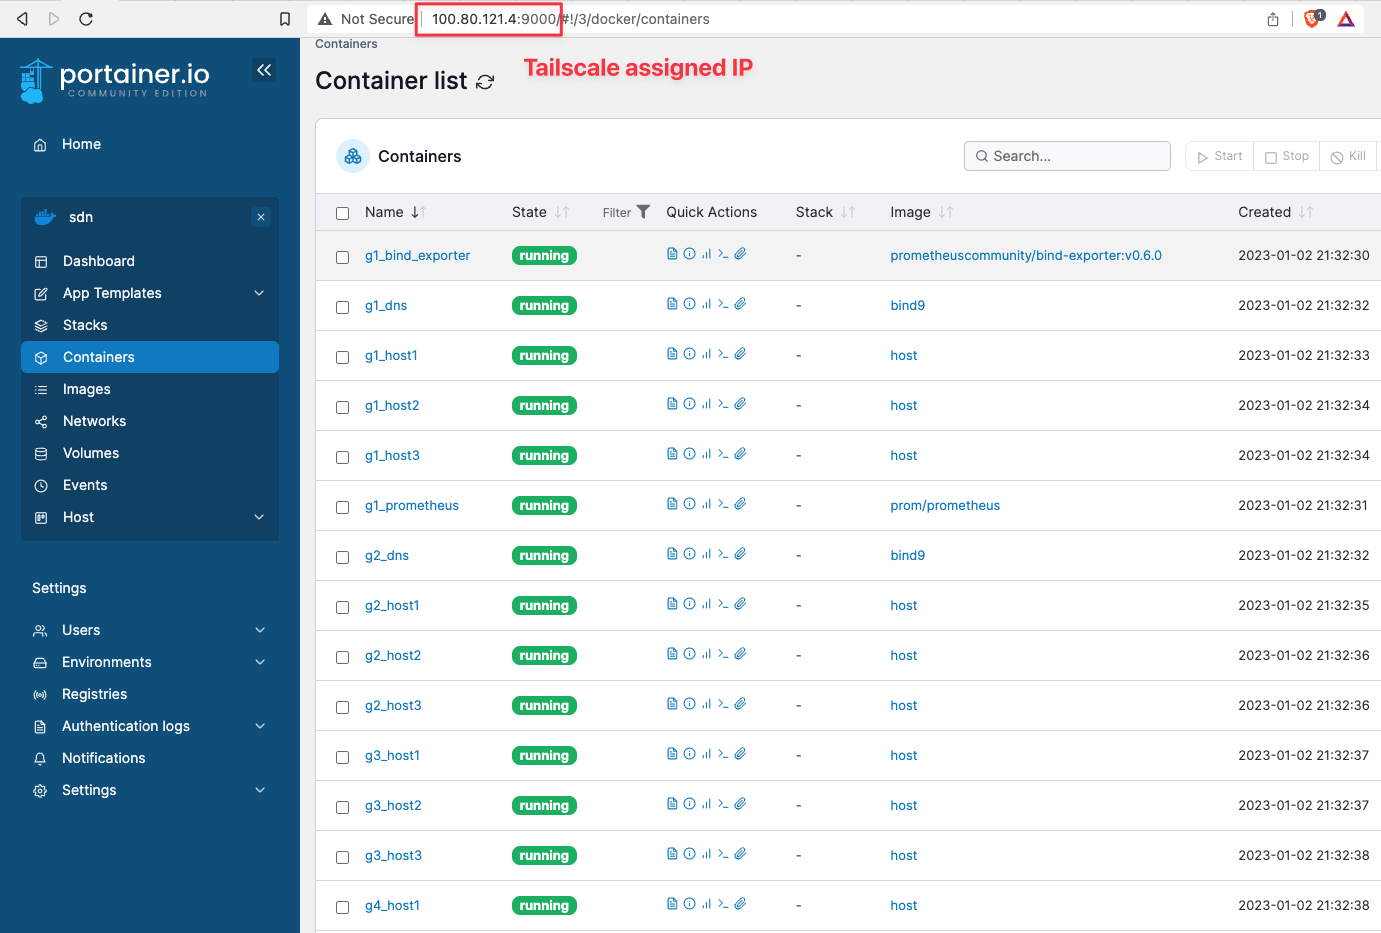 Not Secure 100.80.121.4:9000/#!/3/docker/containers 1
portainer.io
COMMUNITY EDITION
Home
sdn
Dashboard
App Templates
Stacks
Containers
Images
Networks
Volumes
Events
Host
Settings
Users
Environments
Registries
Authentication logs
Notifications
Settings
Containers
Container list
Tailscale assigned IP
Containers Search... Start Stop Kill
Name State Filter Quick Actions Stack Image Created
g1_bind_exporter running - prometheuscommunity/bind-exporter:v0.6.0 2023-01-02 21:32:30
g1_dns running - bind9 2023-01-02 21:32:32
g1_host1 running - host 2023-01-02 21:32:33
g1_host2 running - host 2023-01-02 21:32:34
g1_host3 running - host 2023-01-02 21:32:34
g1_prometheus running - prom/prometheus 2023-01-02 21:32:31
g2_dns running - bind9 2023-01-02 21:32:32
g2_host1 running - host 2023-01-02 21:32:35
g2_host2 running - host 2023-01-02 21:32:36
g2_host3 running - host 2023-01-02 21:32:36
g3_host1 running - host 2023-01-02 21:32:37
g3_host2 running - host 2023-01-02 21:32:37
g3_host3 running - host 2023-01-02 21:32:38
g4_host1 running - host 2023-01-02 21:32:38